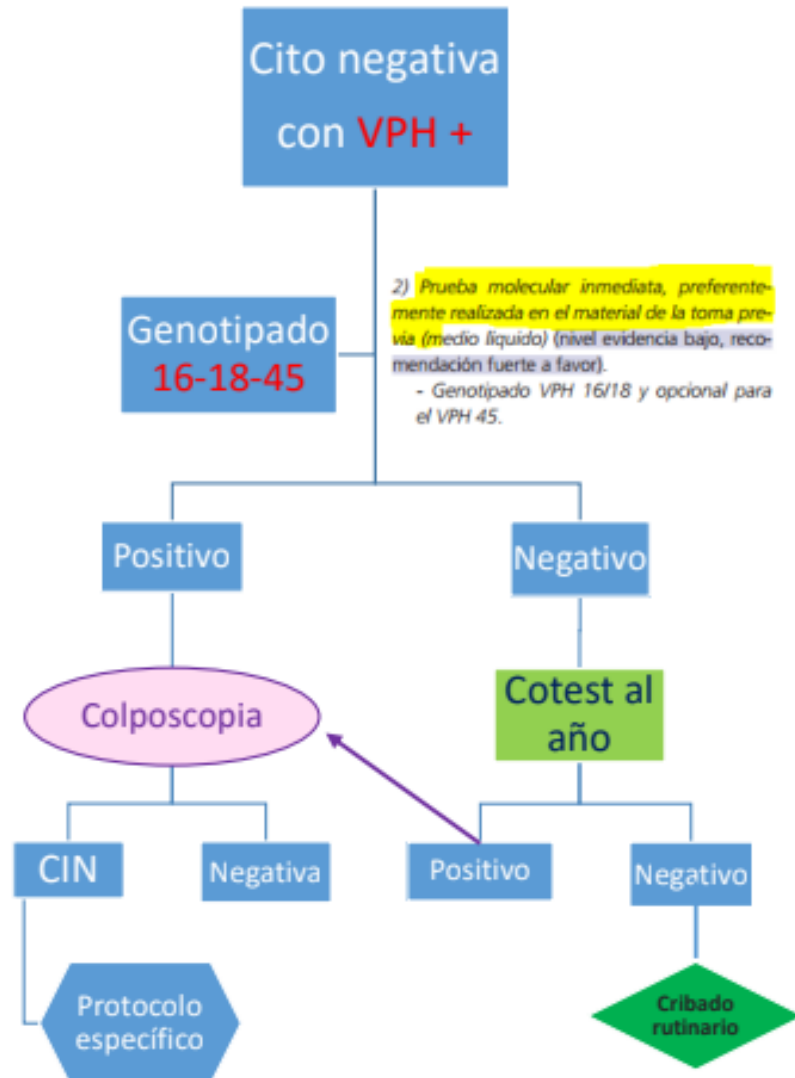 Cito negativa
con VPH +
Genotipado
16-18-45
2) Prueba molecular inmediata, preferente-
mente realizada en el material de la toma pre-
via (medio líquido) (nivel evidencia bajo, reco-
mendación fuerte a favor).
- Genotipado VPH 16/18 y opcional para
el VPH 45.
Positivo
Negativo
Colposcopia
Cotest al
año
CIN
Negativa
Positivo
Negativo
Protocolo
específico
Cribado
rutinario